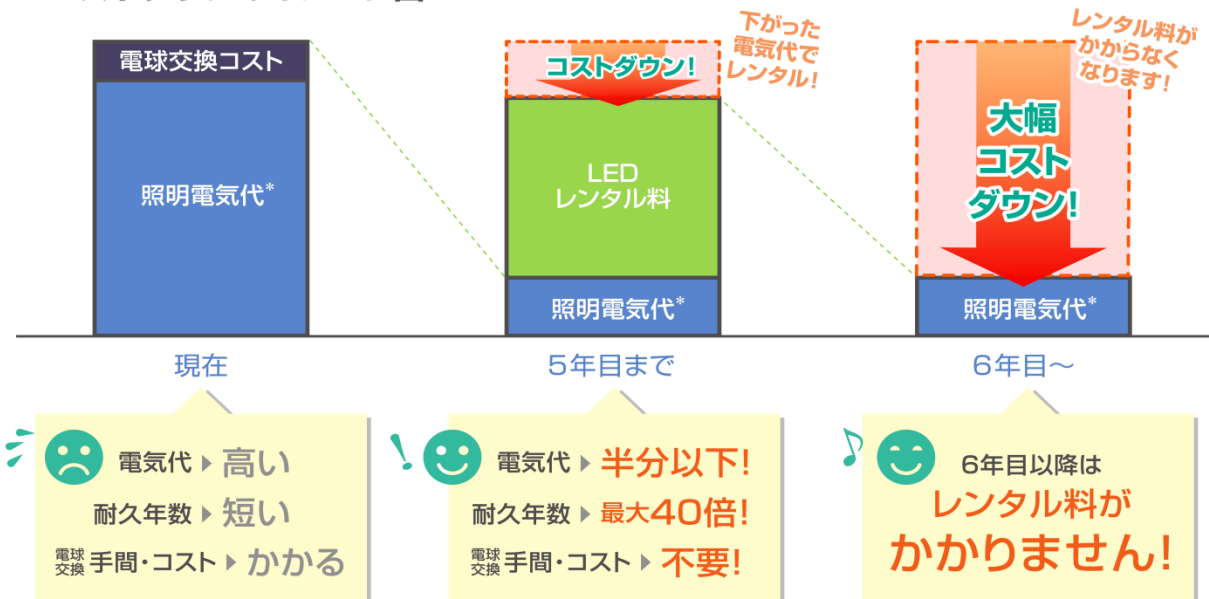 電球交換コスト
照明電気代*
現在
下がった
電気代で
レンタル!
コストダウン!
LED
レンタル料
照明電気代*
5年目まで
レンタル料が
かからなく
なります!
大幅
コスト
ダウン!
照明電気代*
6年目〜
電気代▶高い
耐久年数▶短い
電球交換 手間・コスト▶かかる
電気代▶半分以下!
耐久年数▶最大40倍!
電球交換 手間・コスト▶不要!
6年目以降は
レンタル料が
かかりません!